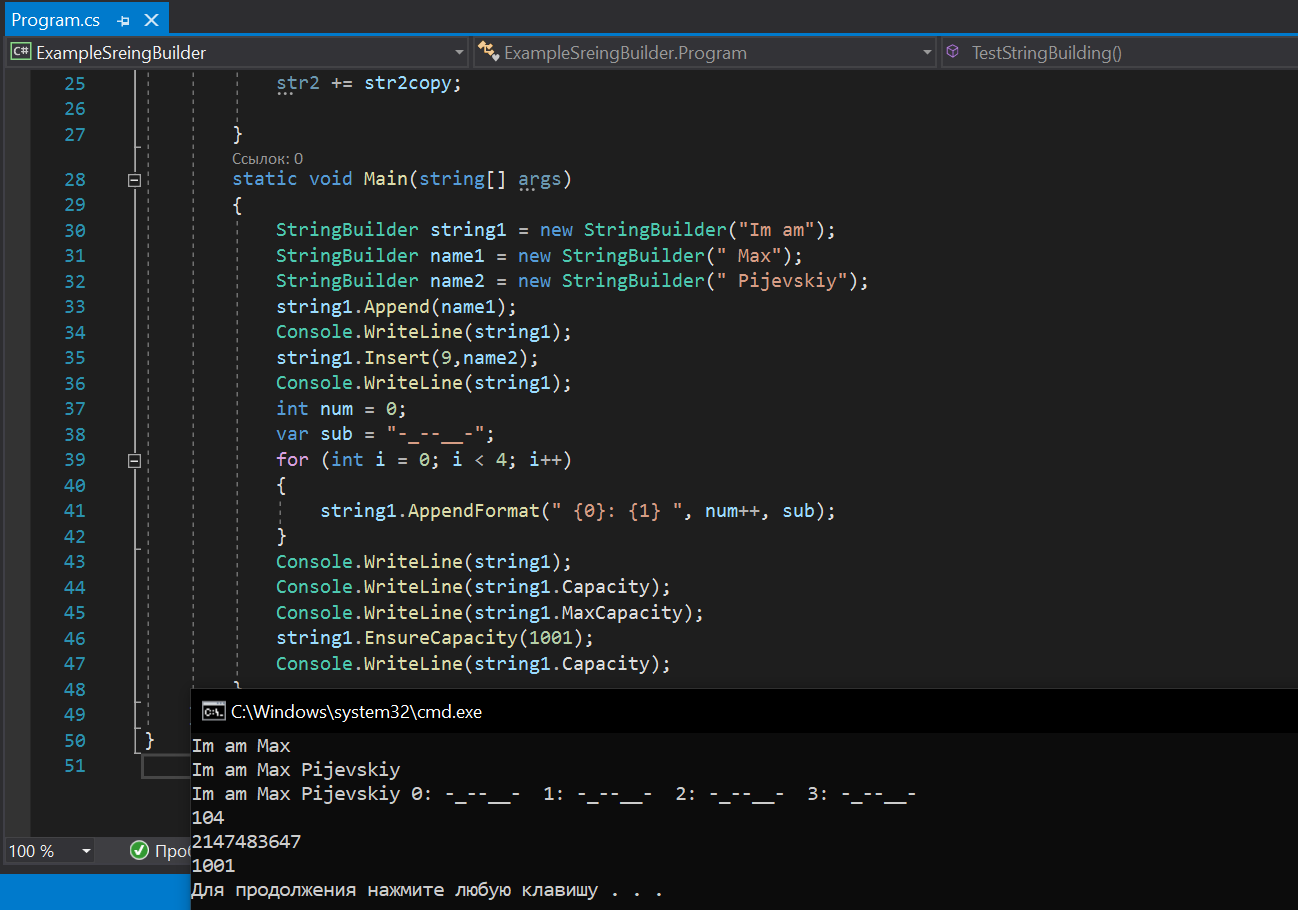 Program.cs
C# ExampleSreingBuilder ExampleSreingBuilder.Program TestStringBuilding()
25 str2 += str2copy;
26
27 }
Ссылок: 0
28 static void Main(string[] args)
29 {
30 StringBuilder string1 = new StringBuilder("Im am");
31 StringBuilder name1 = new StringBuilder(" Max");
32 StringBuilder name2 = new StringBuilder(" Pijevskiy");
33 string1.Append(name1);
34 Console.WriteLine(string1);
35 string1.Insert(9,name2);
36 Console.WriteLine(string1);
37 int num = 0;
38 var sub = "-_--__-";
39 for (int i = 0; i < 4; i++)
40 {
41 string1.AppendFormat(" {0}: {1} ", num++, sub);
42 }
43 Console.WriteLine(string1);
44 Console.WriteLine(string1.Capacity);
45 Console.WriteLine(string1.MaxCapacity);
46 string1.EnsureCapacity(1001);
47 Console.WriteLine(string1.Capacity);
48 }
49
50 }
51
100 %
C:\Windows\system32\cmd.exe
Im am Max
Im am Max Pijevskiy
Im am Max Pijevskiy 0: -_--__-  1: -_--__-  2: -_--__-  3: -_--__-
104
2147483647
1001
Для продолжения нажмите любую клавишу . . .